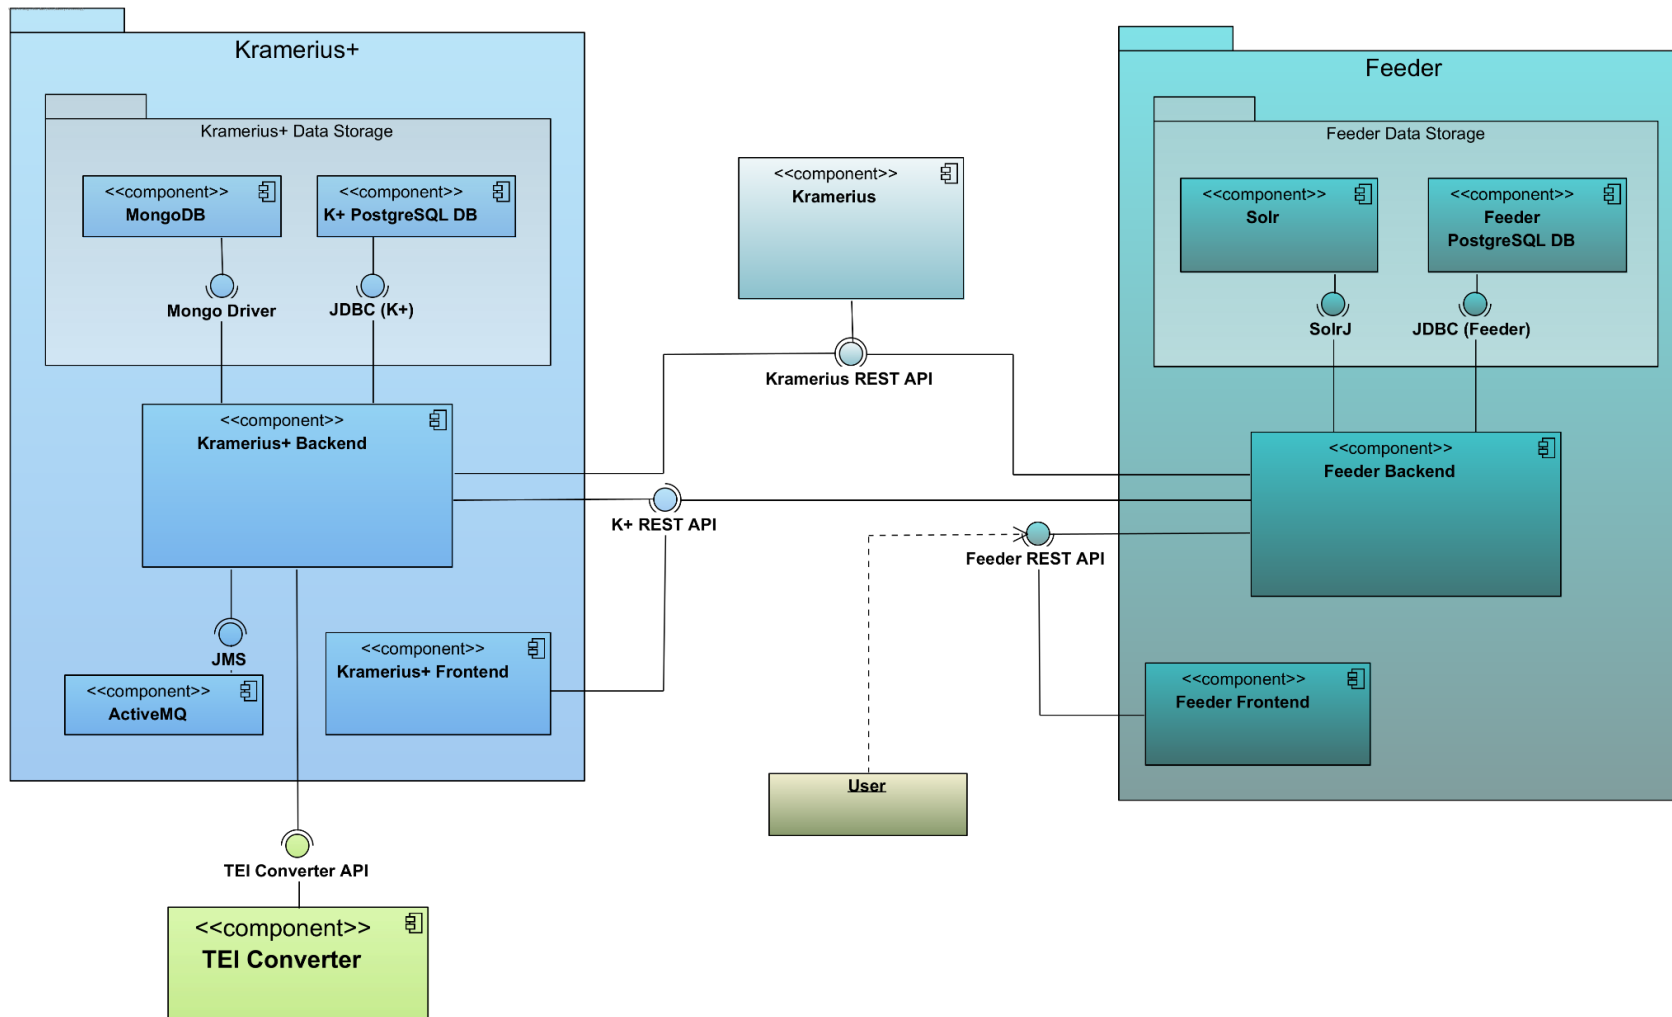 Kramerius+
Kramerius+ Data Storage
<<component>>
MongoDB
<<component>>
K+ PostgreSQL DB
Mongo Driver
JDBC (K+)
<<component>>
Kramerius+ Backend
JMS
<<component>>
ActiveMQ
<<component>>
Kramerius+ Frontend
TEI Converter API
<<component>>
TEI Converter
<<component>>
Kramerius
Kramerius REST API
K+ REST API
Feeder REST API
User
Feeder
Feeder Data Storage
<<component>>
Solr
<<component>>
Feeder
PostgreSQL DB
SolrJ
JDBC (Feeder)
<<component>>
Feeder Backend
<<component>>
Feeder Frontend